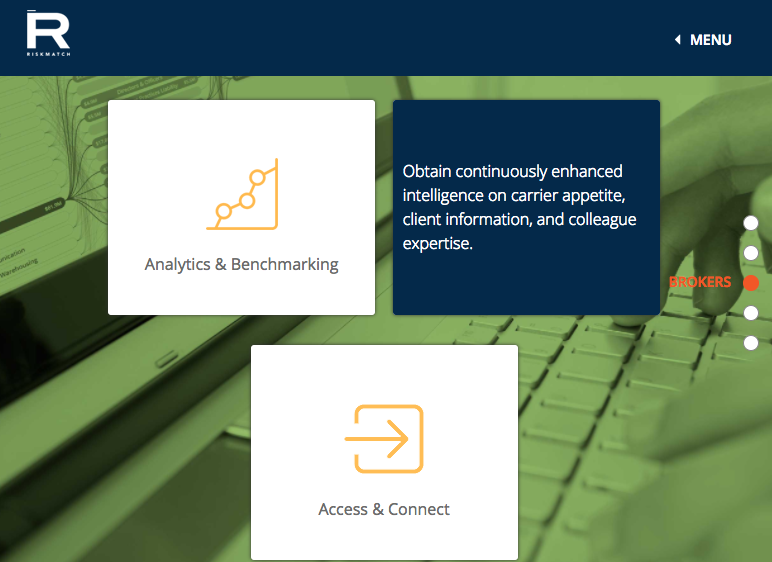 R
RISKMATCH
MENU
Analytics & Benchmarking
Obtain continuously enhanced
intelligence on carrier appetite,
client information, and colleague
expertise.
BROKERS
Access & Connect
Warehousing